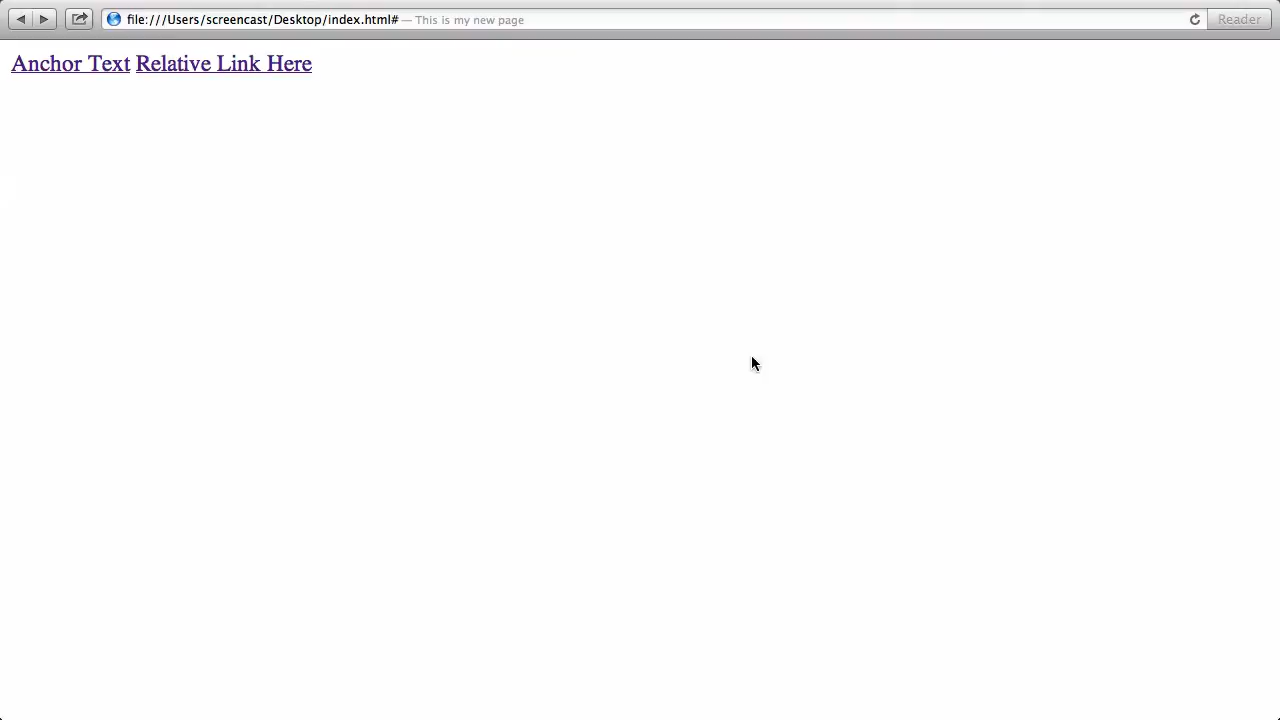 file:///Users/screencast/Desktop/index.html# — This is my new page
Reader
Anchor Text Relative Link Here